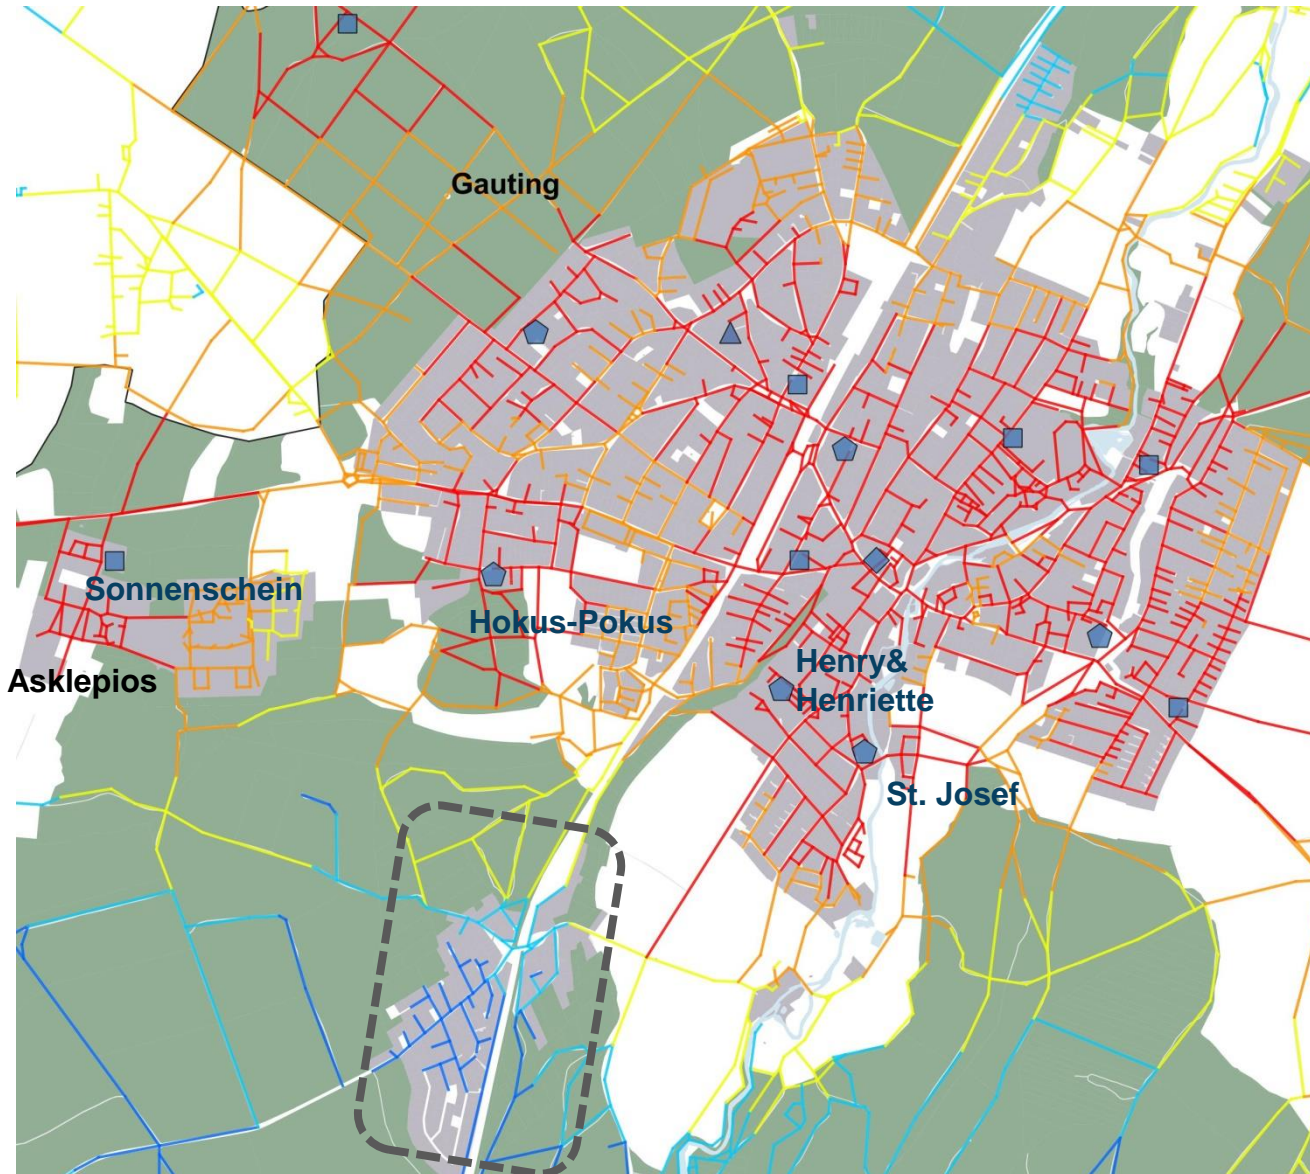 Gauting
Sonnenschein
Hokus-Pokus
Asklepios
Henry&
Henriette
St. Josef